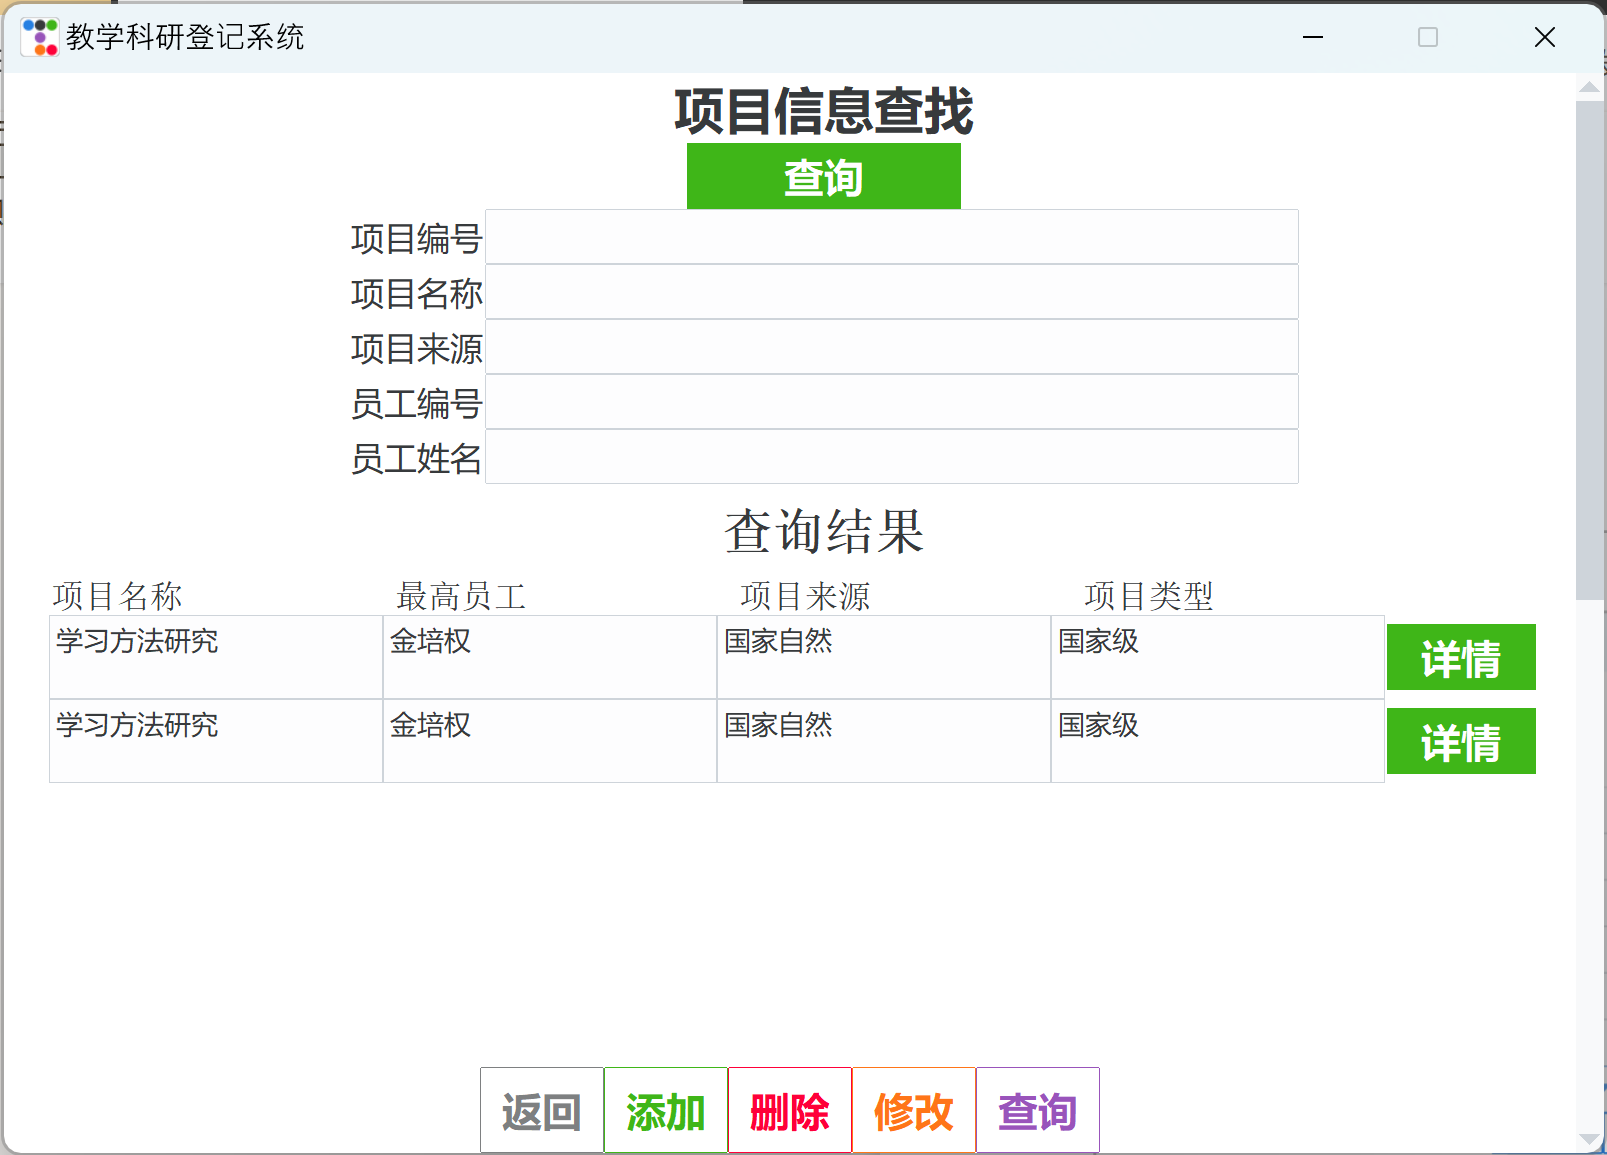 教学科研登记系统
项目信息查找
查询
项目编号
项目名称
项目来源
员工编号
员工姓名
查询结果
项目名称 最高员工 项目来源 项目类型
学习方法研究 金培权 国家自然 国家级 详情
学习方法研究 金培权 国家自然 国家级 详情
返回 添加 删除 修改 查询